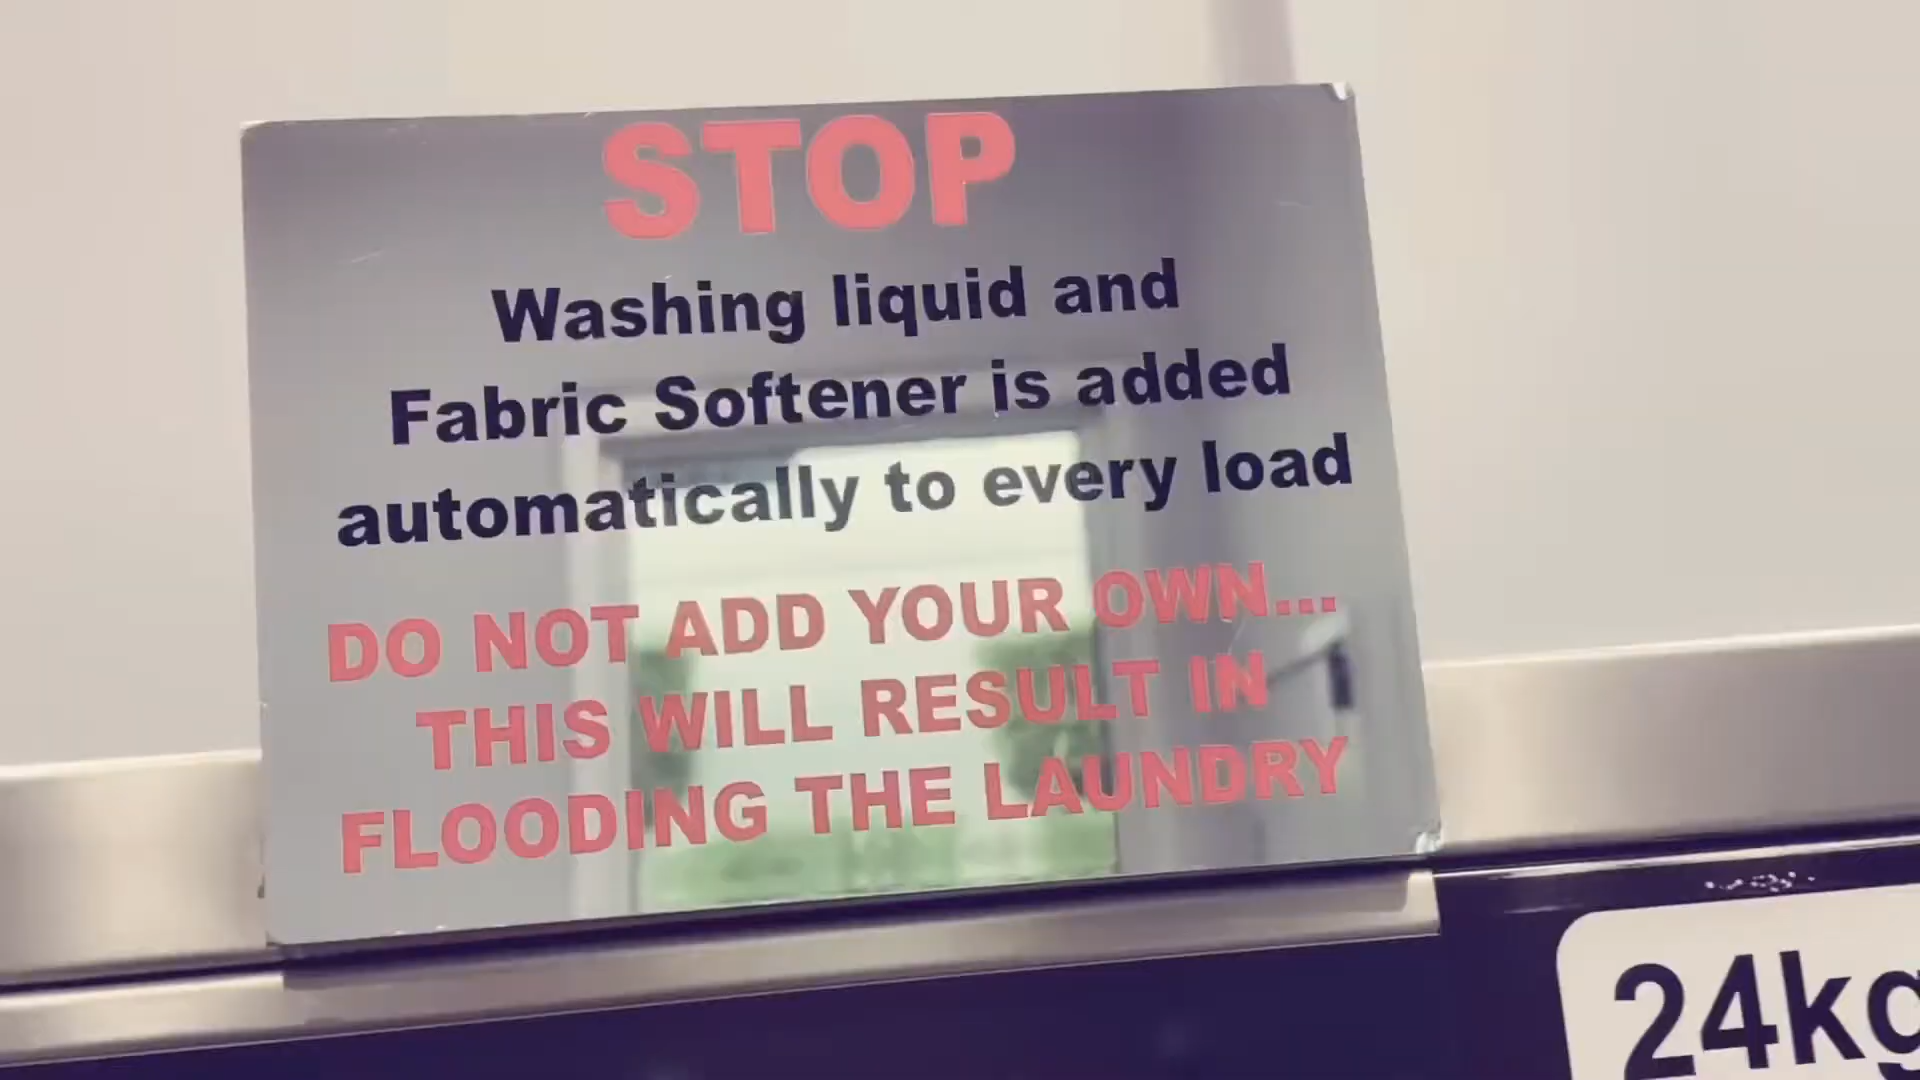 STOP
Washing liquid and
Fabric Softener is added
automatically to every load
DO NOT ADD YOUR OWN...
THIS WILL RESULT IN
FLOODING THE LAUNDRY
24kg